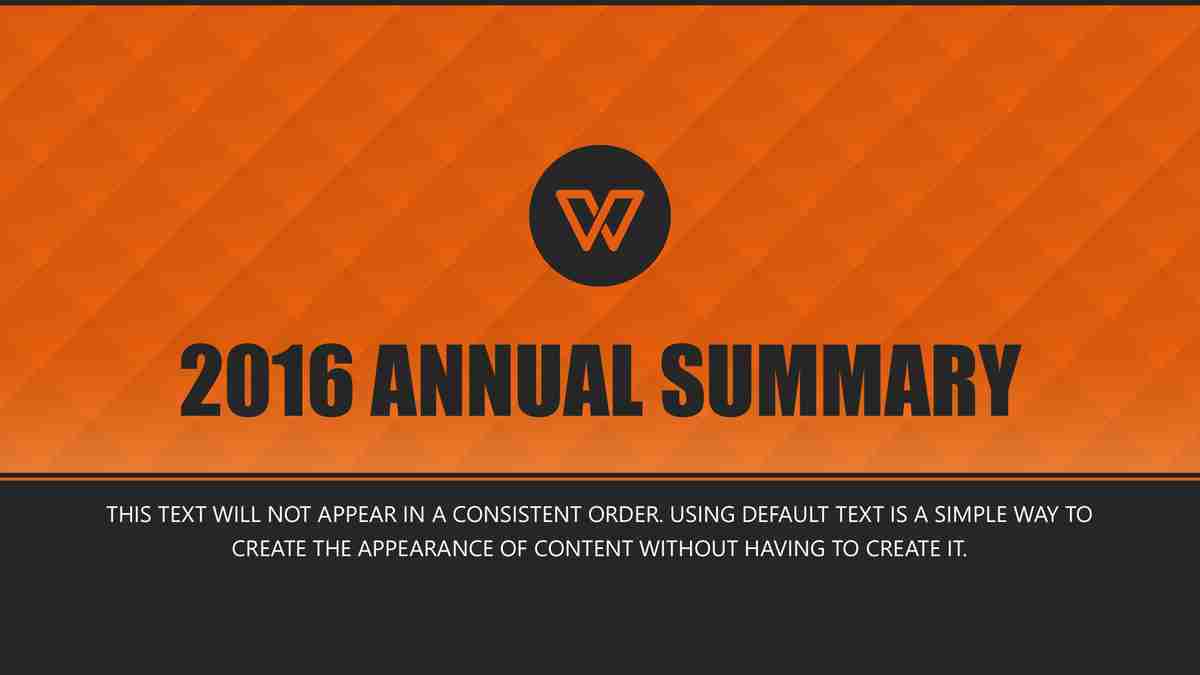 2016 ANNUAL SUMMARY
THIS TEXT WILL NOT APPEAR IN A CONSISTENT ORDER. USING DEFAULT TEXT IS A SIMPLE WAY TO
CREATE THE APPEARANCE OF CONTENT WITHOUT HAVING TO CREATE IT.